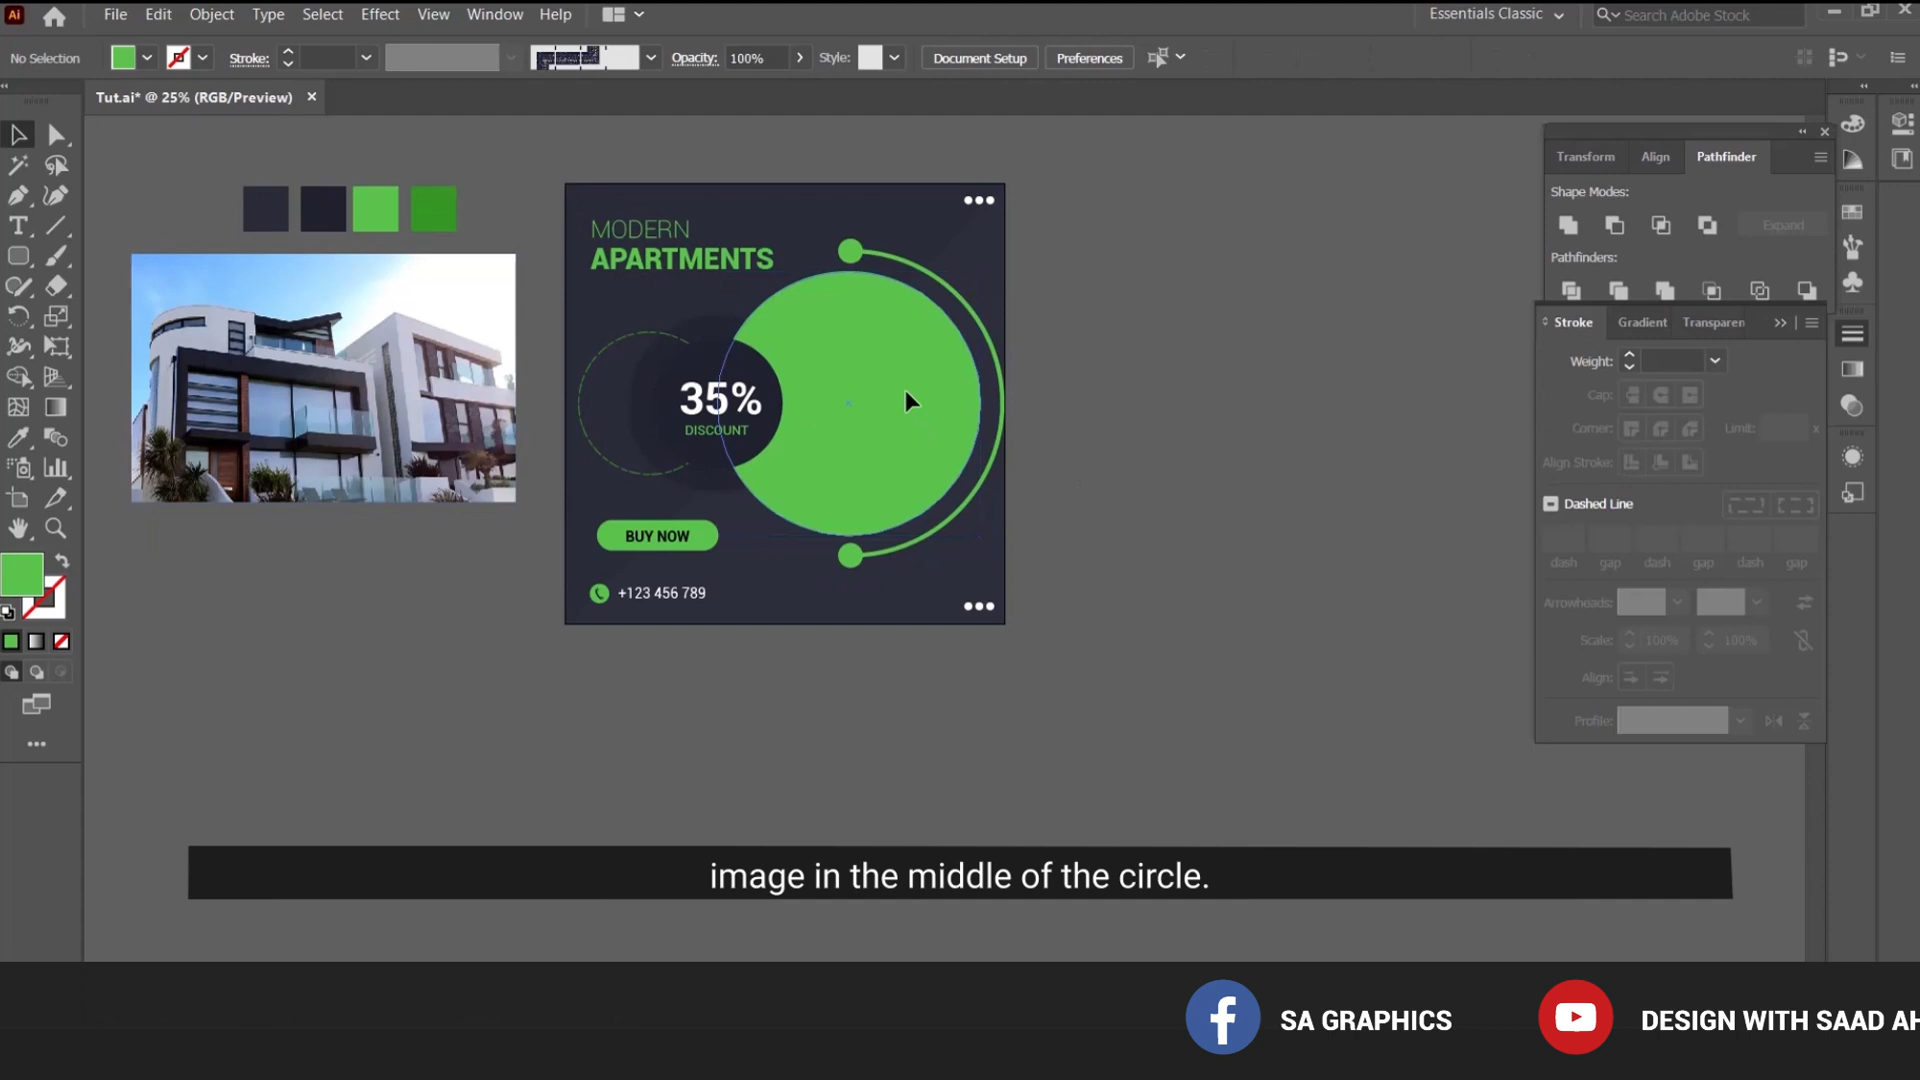 Ai
File Edit Object Type Select Effect View Window Help
Essentials Classic
Search Adobe Stock
No Selection
Stroke:
Opacity: 100%
Style:
Document Setup
Preferences
Tut.ai* @ 25% (RGB/Preview)
Transform Align Pathfinder
Shape Modes:
Expand
Pathfinders:
Stroke Gradient Transparen
Weight:
Cap:
Corner:
Limit: x
Align Stroke:
Dashed Line
dash gap dash gap dash gap
Arrowheads:
Scale: 100% 100%
Align:
Profile:
MODERN
APARTMENTS
35%
DISCOUNT
BUY NOW
+123 456 789
image in the middle of the circle.
SA GRAPHICS
DESIGN WITH SAAD AH